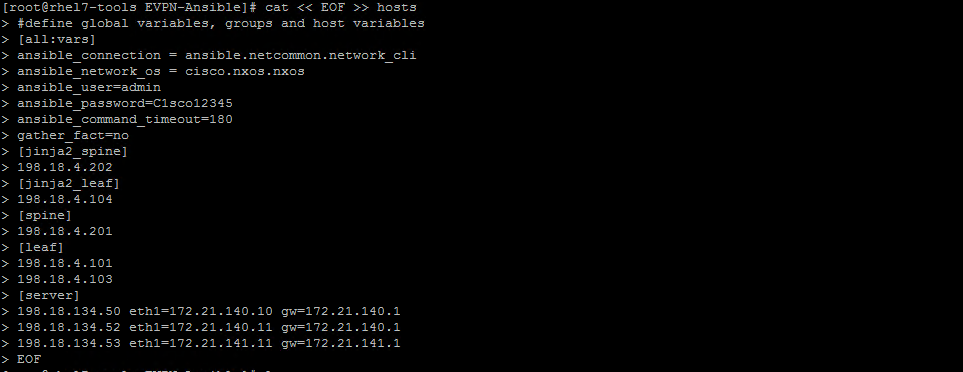 [root@rhel7-tools EVPN-Ansible]# cat << EOF >> hosts
> #define global variables, groups and host variables
> [all:vars]
> ansible_connection = ansible.netcommon.network_cli
> ansible_network_os = cisco.nxos.nxos
> ansible_user=admin
> ansible_password=C1sco12345
> ansible_command_timeout=180
> gather_fact=no
> [jinja2_spine]
> 198.18.4.202
> [jinja2_leaf]
> 198.18.4.104
> [spine]
> 198.18.4.201
> [leaf]
> 198.18.4.101
> 198.18.4.103
> [server]
> 198.18.134.50 eth1=172.21.140.10 gw=172.21.140.1
> 198.18.134.52 eth1=172.21.140.11 gw=172.21.140.1
> 198.18.134.53 eth1=172.21.141.11 gw=172.21.141.1
> EOF